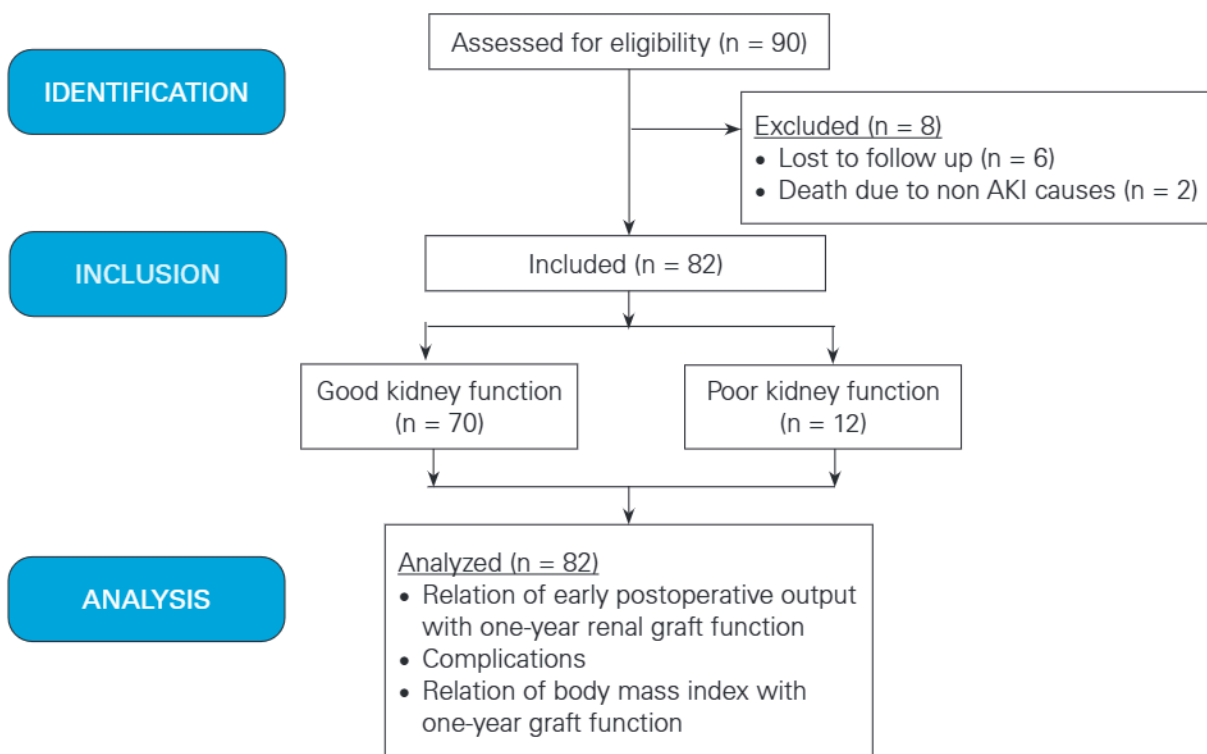 Assessed for eligibility (n = 90)
IDENTIFICATION
Excluded (n = 8)
• Lost to follow up (n = 6)
• Death due to non AKI causes (n = 2)
INCLUSION
Included (n = 82)
Good kidney function
(n = 70)
Poor kidney function
(n = 12)
ANALYSIS
Analyzed (n = 82)
• Relation of early postoperative output
with one-year renal graft function
• Complications
• Relation of body mass index with
one-year graft function